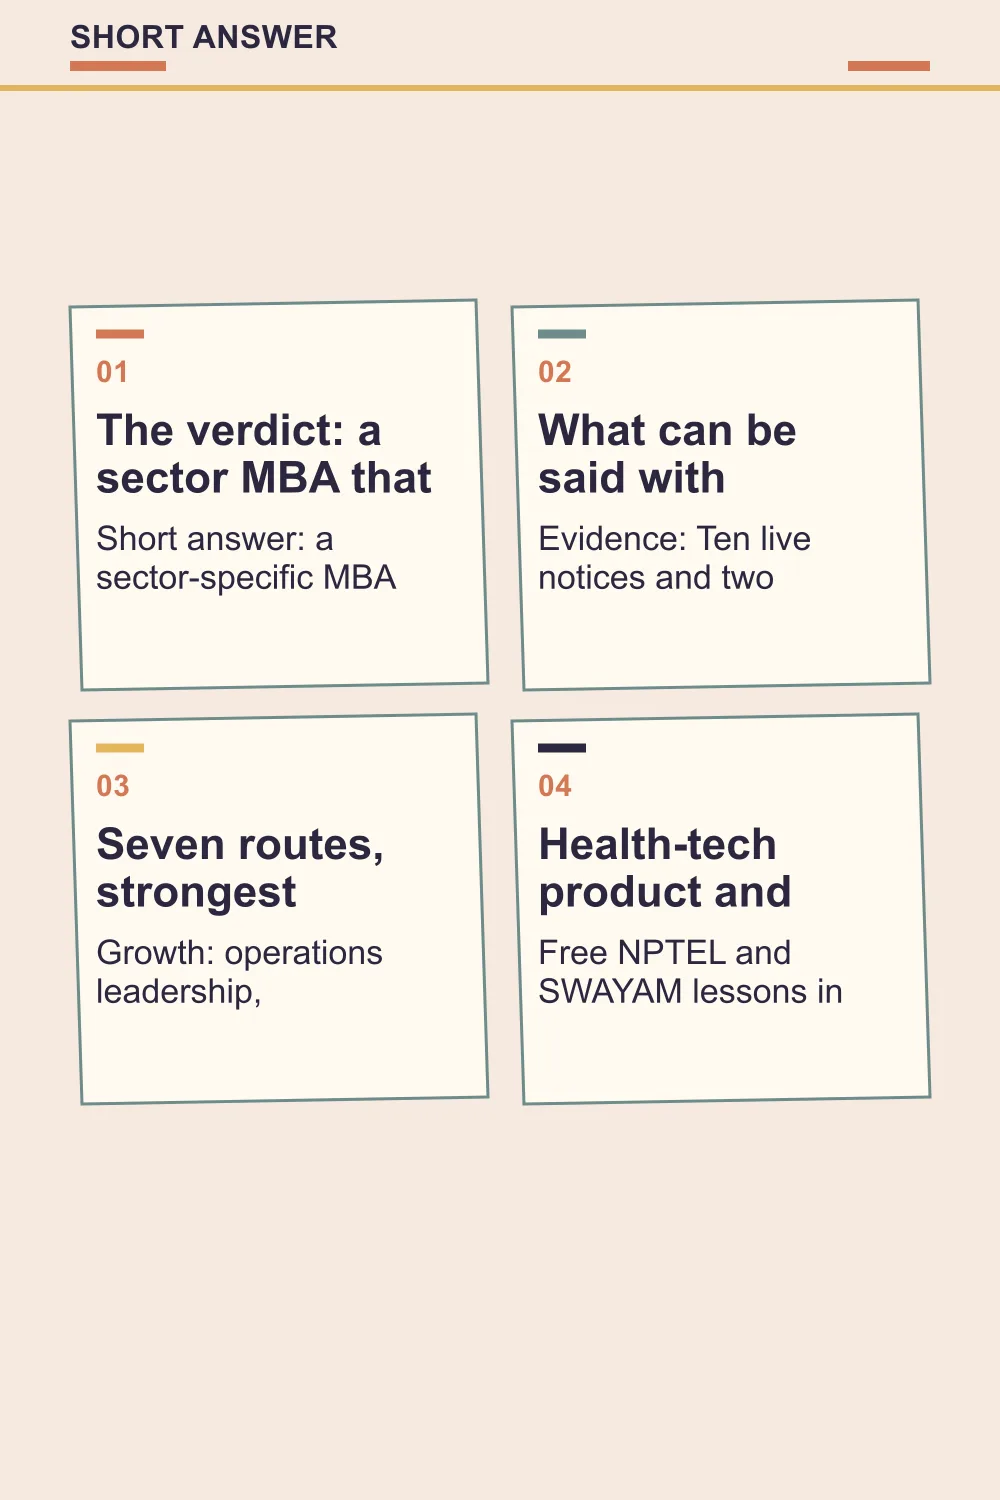 SHORT ANSWER
01
The verdict: a
sector MBA that
Short answer: a
sector-specific MBA
02
What can be
said with
Evidence: Ten live
notices and two
03
Seven routes,
strongest
Growth: operations
leadership,
04
Health-tech
product and
Free NPTEL and
SWAYAM lessons in